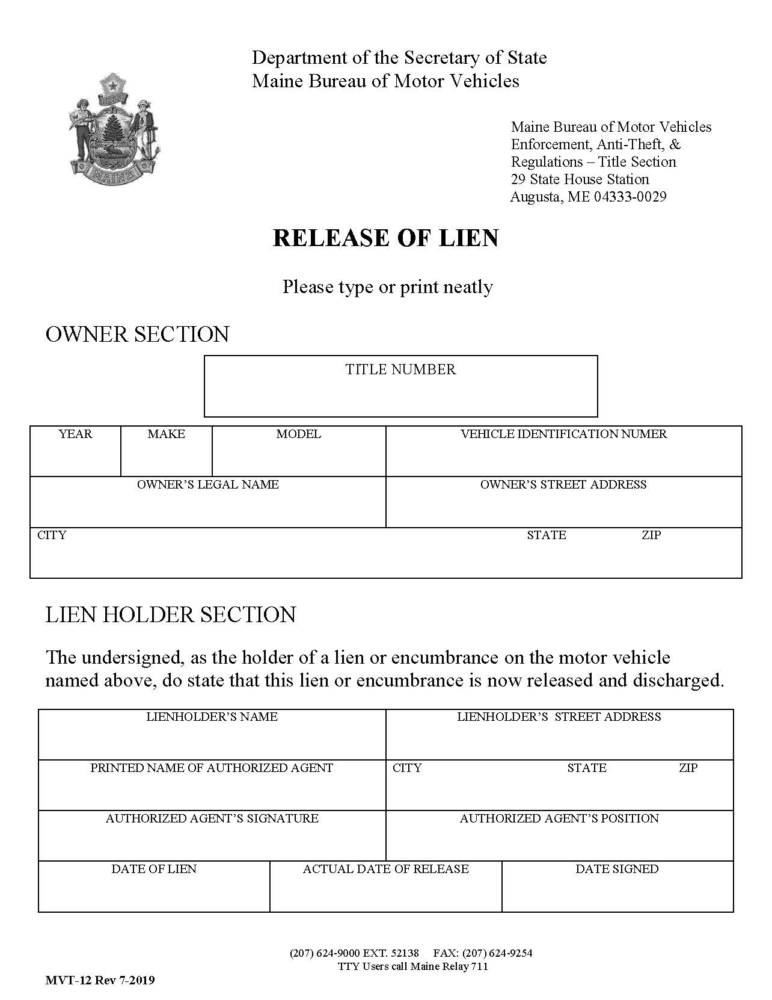 Department of the Secretary of State
Maine Bureau of Motor Vehicles
DIRIGO
MAINE
Maine Bureau of Motor Vehicles
Enforcement, Anti-Theft, &
Regulations – Title Section
29 State House Station
Augusta, ME 04333-0029
RELEASE OF LIEN
Please type or print neatly
OWNER SECTION
TITLE NUMBER
YEAR MAKE MODEL VEHICLE IDENTIFICATION NUMER
OWNER’S LEGAL NAME OWNER’S STREET ADDRESS
CITY STATE ZIP
LIEN HOLDER SECTION
The undersigned, as the holder of a lien or encumbrance on the motor vehicle
named above, do state that this lien or encumbrance is now released and discharged.
LIENHOLDER’S NAME LIENHOLDER’S STREET ADDRESS
PRINTED NAME OF AUTHORIZED AGENT CITY STATE ZIP
AUTHORIZED AGENT’S SIGNATURE AUTHORIZED AGENT’S POSITION
DATE OF LIEN ACTUAL DATE OF RELEASE DATE SIGNED
(207) 624-9000 EXT. 52138 FAX: (207) 624-9254
TTY Users call Maine Relay 711
MVT-12 Rev 7-2019